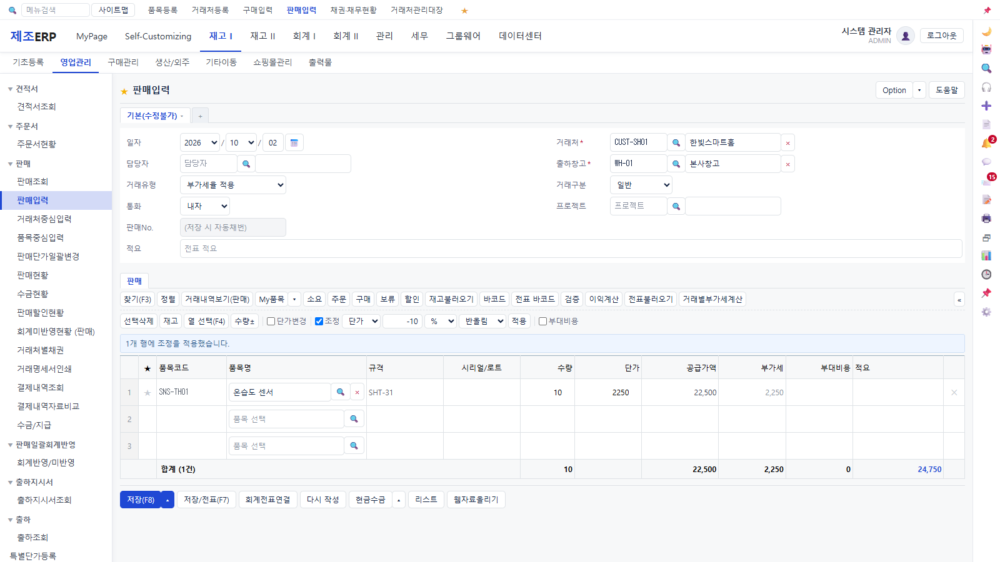 메뉴검색 사이트맵 품목등록 거래처등록 구매입력 판매입력 채권·채무현황 거래처관리대장 ★
제조ERP MyPage Self-Customizing 재고 I 재고 II 회계 I 회계 II 관리 세무 그룹웨어 데이터센터 시스템 관리자 ADMIN 로그아웃
기초등록 영업관리 구매관리 생산/외주 기타이동 쇼핑몰관리 출력물
▼ 견적서
견적서조회
▼ 주문서
주문서현황
▼ 판매
판매조회
판매입력
거래처중심입력
품목중심입력
판매단가일괄변경
판매현황
수금현황
판매할인현황
회계미반영현황 (판매)
거래처별채권
거래명세서인쇄
결제내역조회
결제내역자료비교
수금/지급
▼ 판매일괄회계반영
회계반영/미반영
▼ 출하지시서
출하지시서조회
▼ 출하
출하조회
특별단가등록
★ 판매입력 Option ▾ 도움말
기본(수정불가) +
일자 2026 / 10 / 02 거래처* CUST-SH01 한빛스마트홈 ×
담당자 담당자 출하창고* WH-01 본사창고 ×
거래유형 부가세율 적용 거래구분 일반
통화 내자 프로젝트 프로젝트
판매No. (저장 시 자동채번)
적요 전표 적요
판매
찾기(F3) 정렬 거래내역보기(판매) My품목 ▾ 소요 주문 구매 보류 할인 재고불러오기 바코드 전표 바코드 검증 이익계산 전표불러오기 거래별부가세계산 «
선택삭제 재고 열 선택(F4) 수량± 단가변경 조정 단가 -10 % 반올림 적용 부대비용
1개 행에 조정을 적용했습니다.
★ 품목코드 품목명 규격 시리얼/로트 수량 단가 공급가액 부가세 부대비용 적요
1 ★ SNS-TH01 온습도 센서 × SHT-31 10 2250 22,500 2,250 ×
2 품목 선택
3 품목 선택
합계 (1건) 10 22,500 2,250 0 24,750
저장(F8) ▴ 저장/전표(F7) 회계전표연결 다시 작성 현금수금 ▴ 리스트 웹자료올리기
2
15